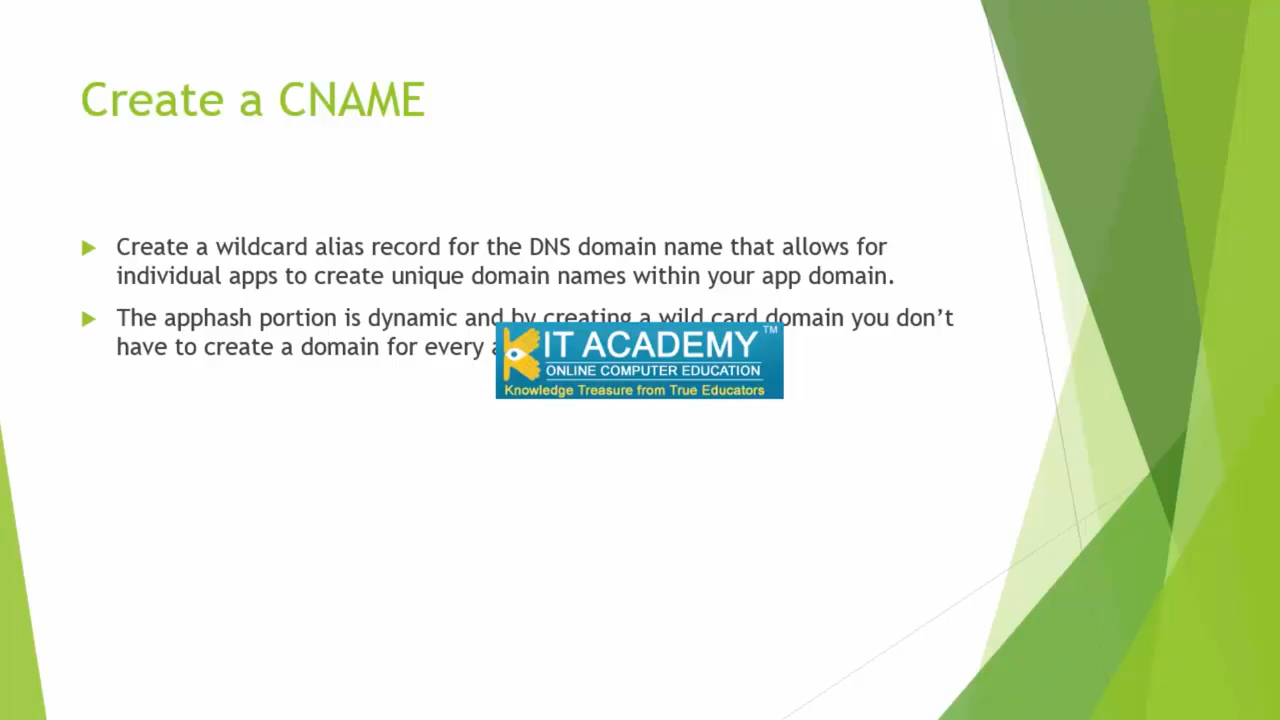 Create a CNAME
Create a wildcard alias record for the DNS domain name that allows for
individual apps to create unique domain names within your app domain.
The apphash portion is dynamic and by creating a wild card domain you don’t
have to create a domain for every
KIT ACADEMY™
ONLINE COMPUTER EDUCATION
Knowledge Treasure from True Educators